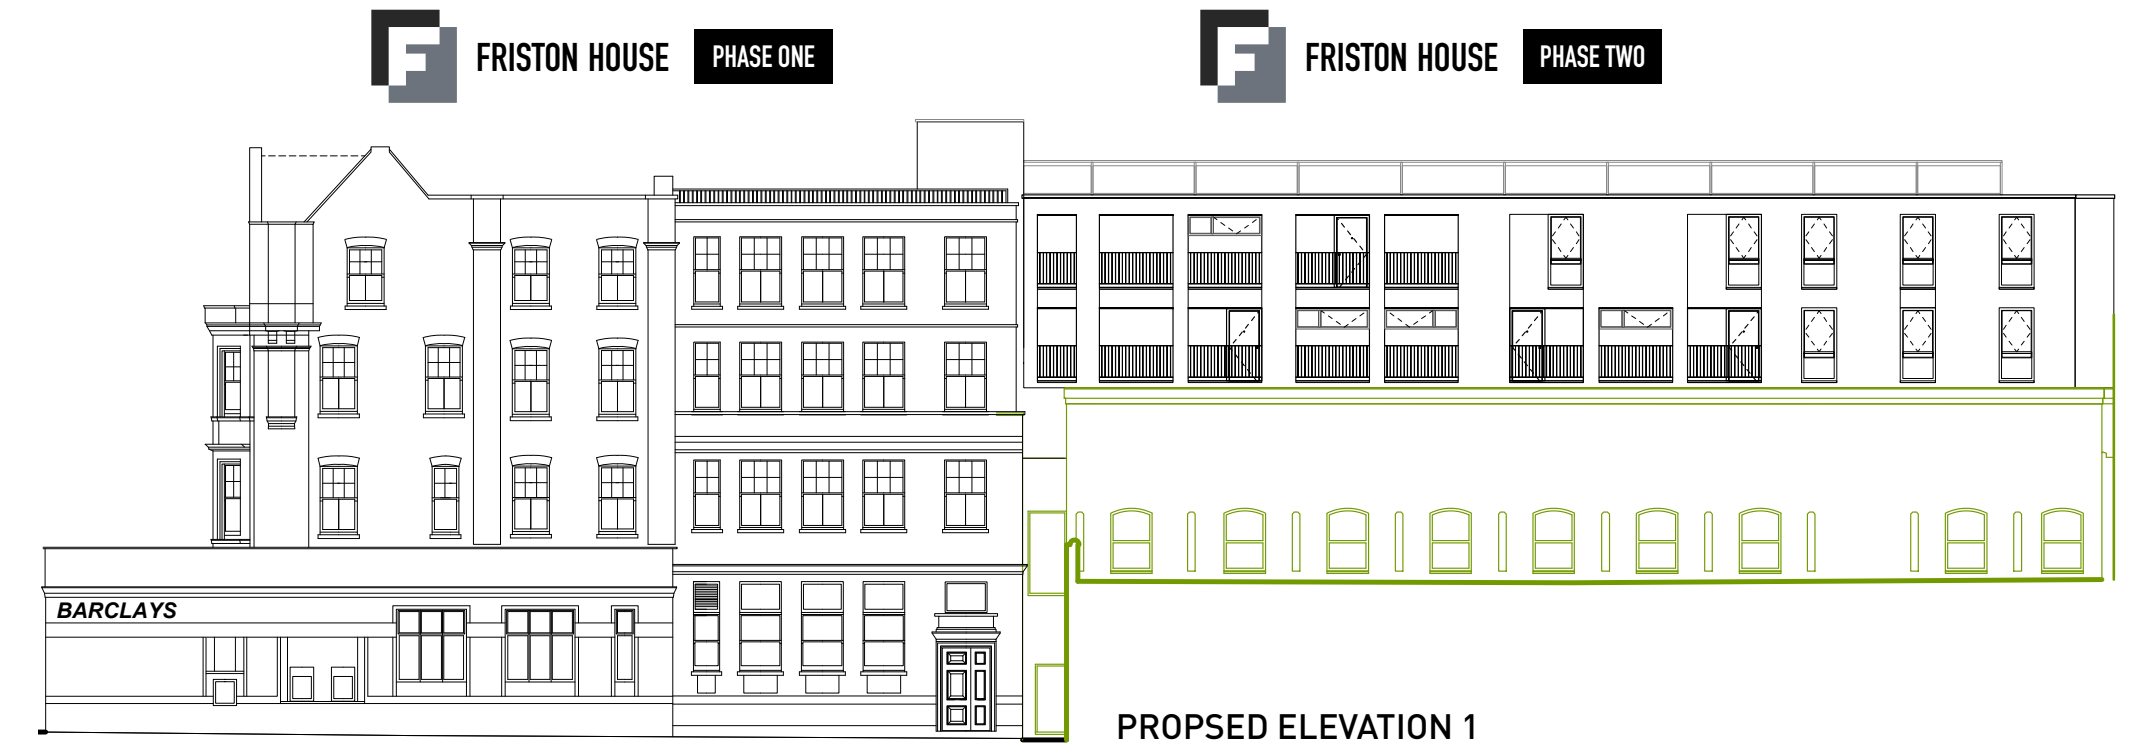 F FRISTON HOUSE PHASE ONE
F FRISTON HOUSE PHASE TWO
BARCLAYS
PROPSED ELEVATION 1